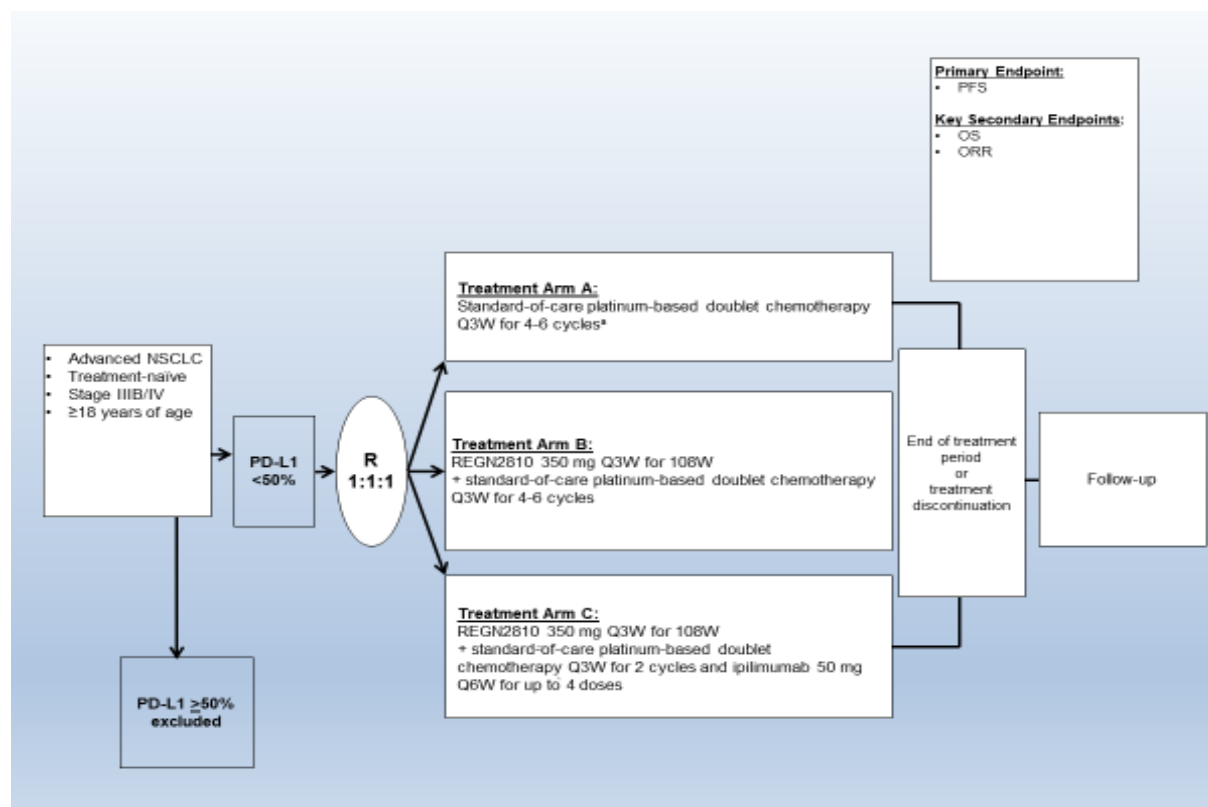 Primary Endpoint:
• PFS
Key Secondary Endpoints:
• OS
• ORR
Treatment Arm A:
Standard-of-care platinum-based doublet chemotherapy
Q3W for 4-6 cyclesª
• Advanced NSCLC
• Treatment-naïve
• Stage IIIB/IV
• ≥18 years of age
PD-L1
<50%
R
1:1:1
Treatment Arm B:
REGN2810 350 mg Q3W for 108W
+ standard-of-care platinum-based doublet chemotherapy
Q3W for 4-6 cycles
End of treatment
period
or
treatment
discontinuation
Follow-up
Treatment Arm C:
REGN2810 350 mg Q3W for 108W
+ standard-of-care platinum-based doublet
chemotherapy Q3W for 2 cycles and ipilimumab 50 mg
Q6W for up to 4 doses
PD-L1 ≥50%
excluded